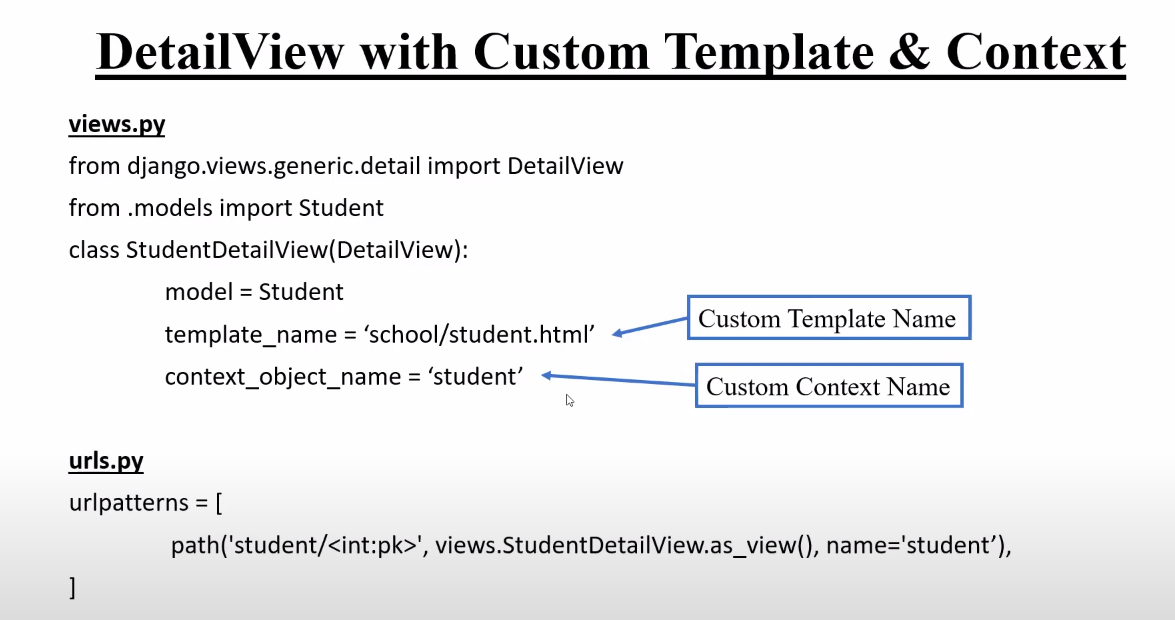 DetailView with Custom Template & Context
views.py
from django.views.generic.detail import DetailView
from .models import Student
class StudentDetailView(DetailView):
model = Student
template_name = ‘school/student.html’
Custom Template Name
context_object_name = ‘student’
Custom Context Name
urls.py
urlpatterns = [
path('student/<int:pk>', views.StudentDetailView.as_view(), name='student’),
]